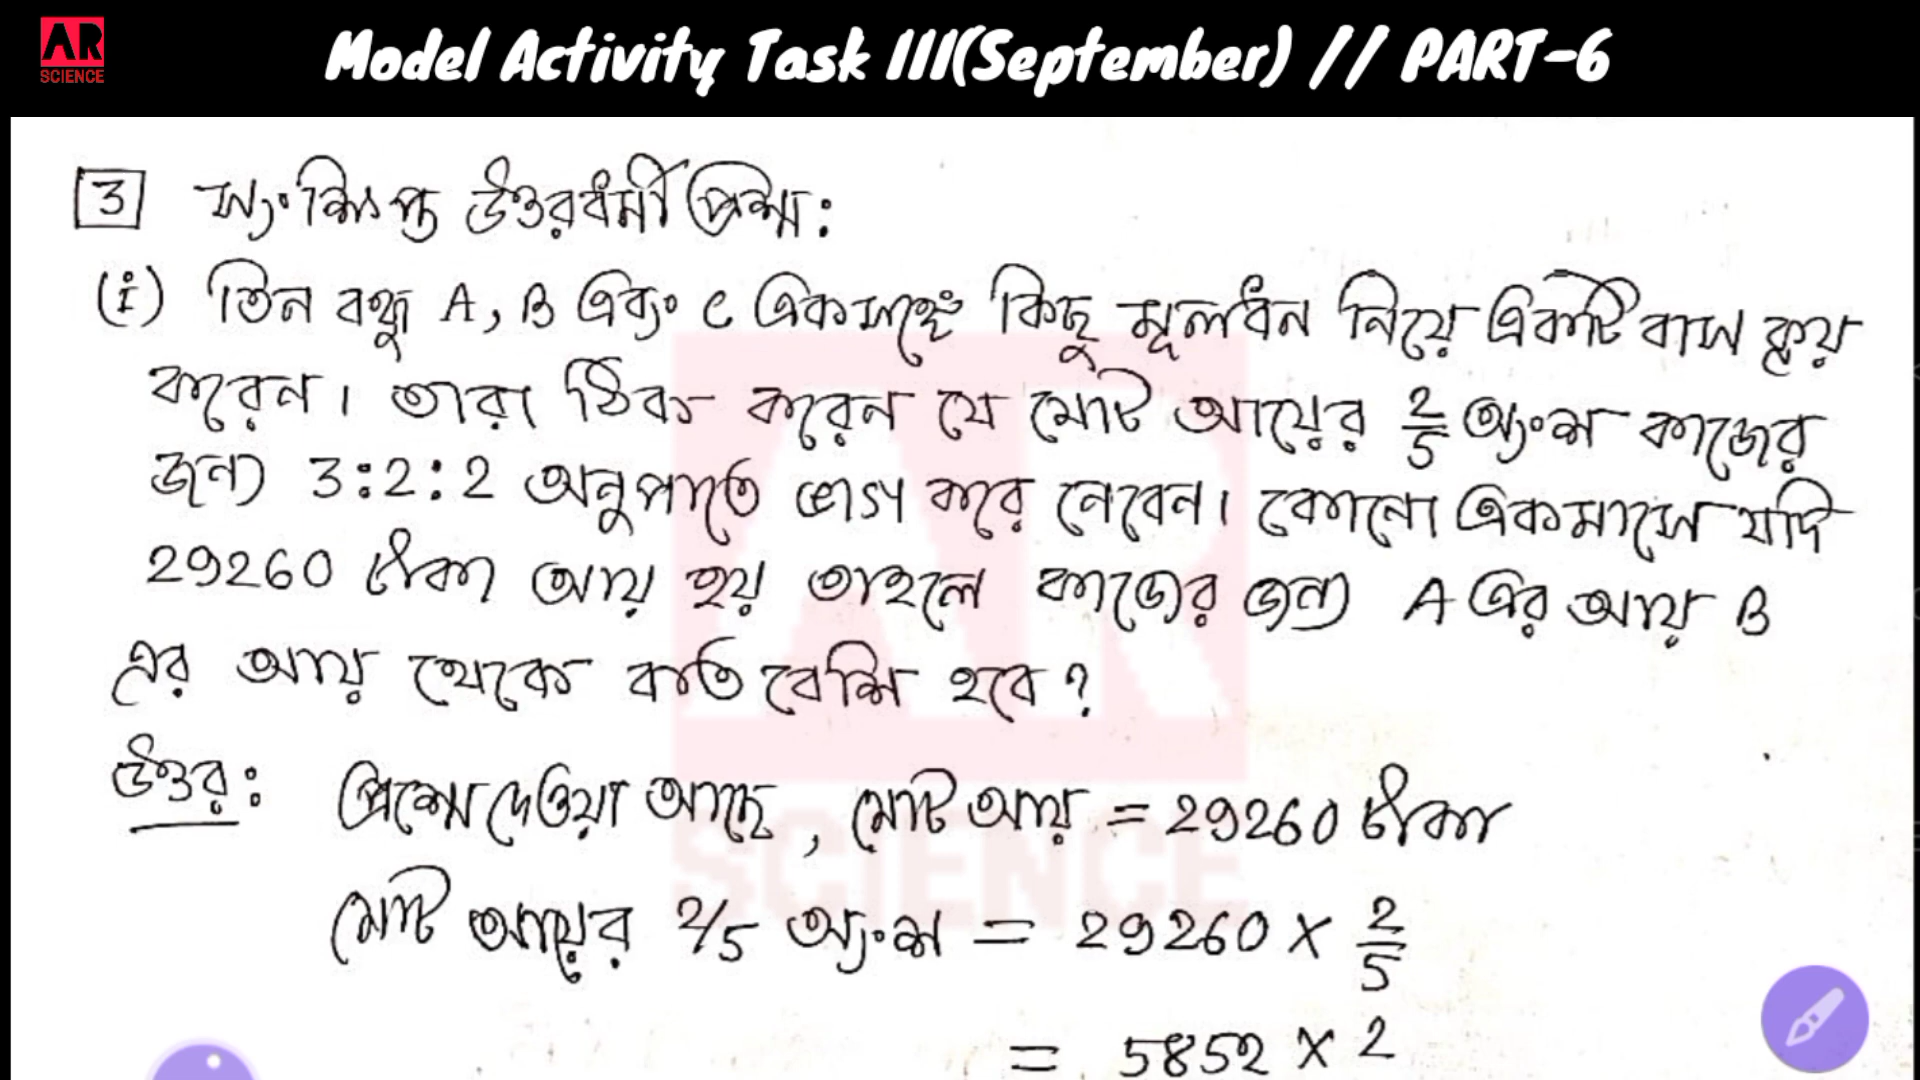 AR
SCIENCE
Model Activity Task III(September) // PART-6
3 সংক্ষিপ্ত উত্তরধর্মী প্রশ্ন:
(i) তিন বন্ধু A, B এবং C একসঙ্গে কিছু মূলধন নিয়ে একটি বাস ক্রয়
করেন। তারা ঠিক করেন যে মোট আয়ের 2/5 অংশ কাজের
জন্য 3:2:2 অনুপাতে ভাগ করে নেবেন। কোনো একমাসে যদি
29260 টাকা আয় হয় তাহলে কাজের জন্য A এর আয় B
এর আয় থেকে কত বেশি হবে?
উত্তর: প্রশ্নে দেওয়া আছে, মোট আয় = 29260 টাকা
মোট আয়ের 2/5 অংশ = 29260 × 2/5
= 5852 × 2
AR
SCIENCE